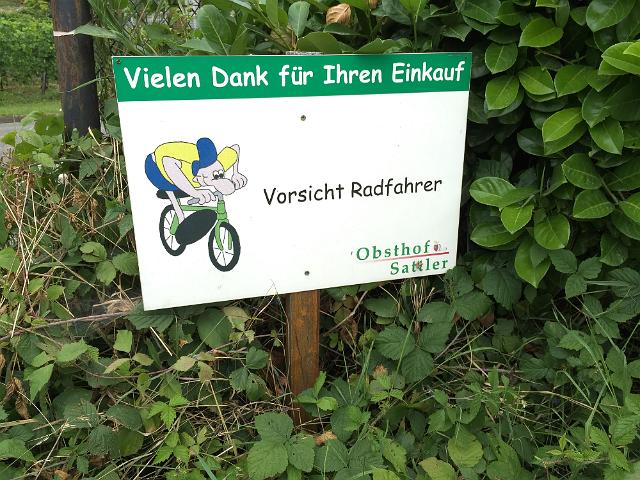 Vielen Dank für Ihren Einkauf
Vorsicht Radfahrer
Obsthof
Sattler